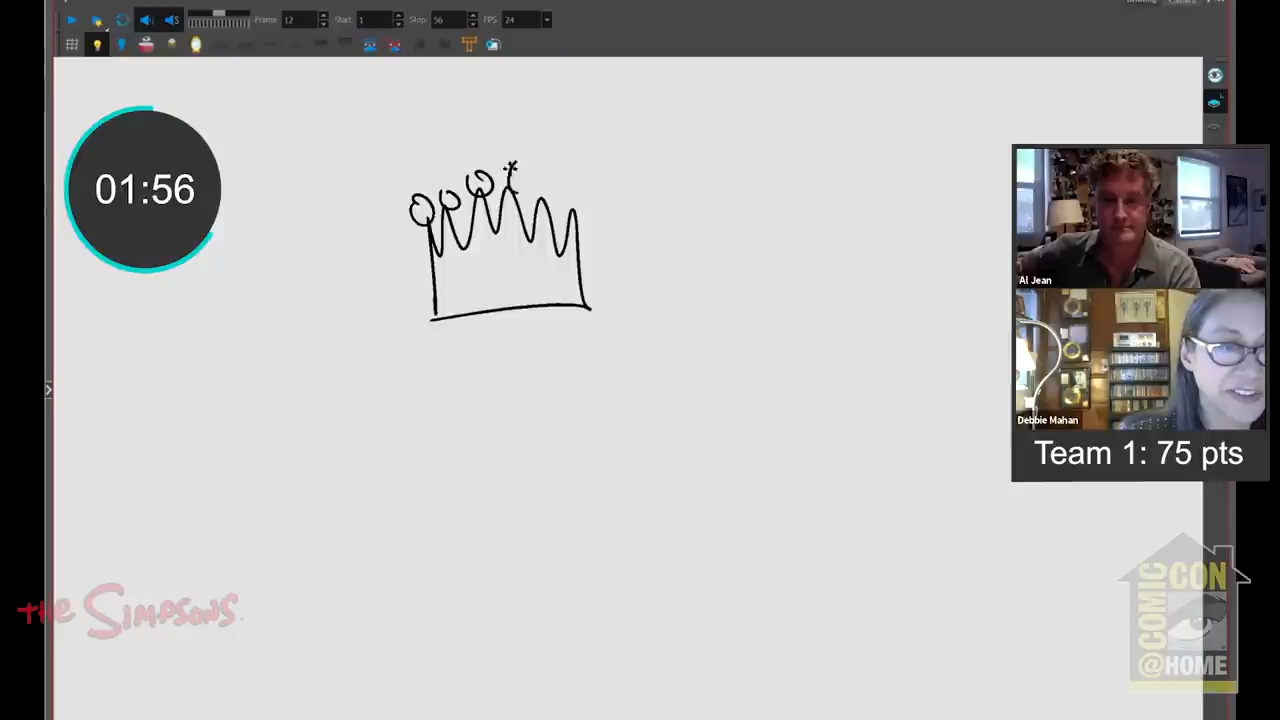 Frame 12 Start: 1 Stop: 56 FPS 24
01:56
Al Jean
Debbie Mahan
Team 1: 75 pts
THE SIMPSONS
COMIC
CON
@HOME